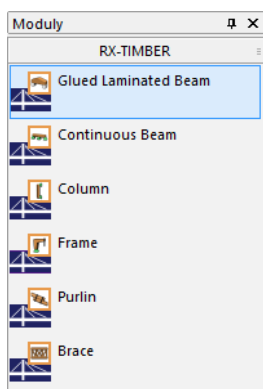 Moduly
RX-TIMBER
Glued Laminated Beam
Continuous Beam
Column
Frame
Purlin
Brace